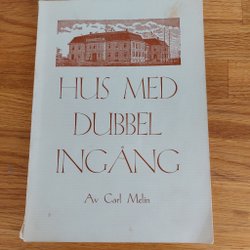 HUS MED
DUBBEL
INGÅNG
Av Carl Melin